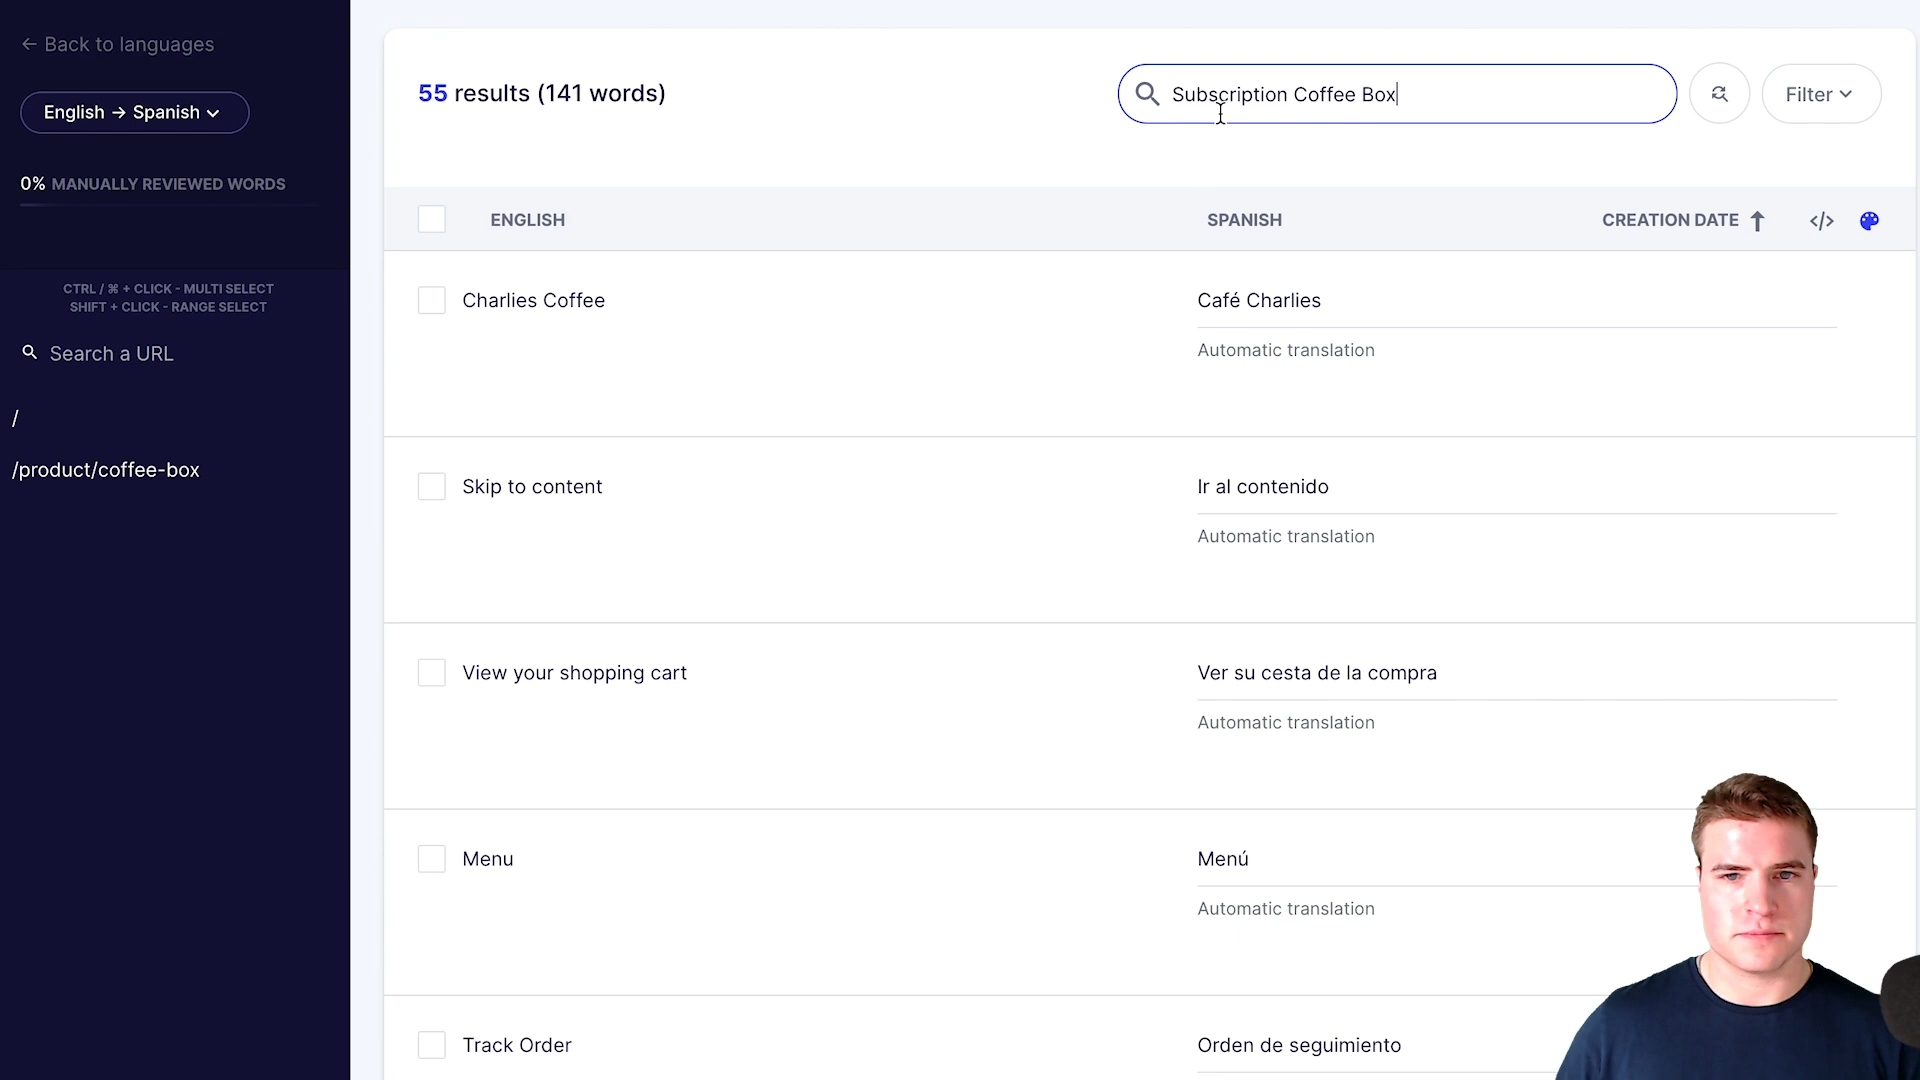 ← Back to languages
English → Spanish
0% MANUALLY REVIEWED WORDS
CTRL / ⌘ + CLICK - MULTI SELECT
SHIFT + CLICK - RANGE SELECT
Search a URL
/
/product/coffee-box
55 results (141 words)
Subscription Coffee Box
Filter
ENGLISH
SPANISH
CREATION DATE ↑
</>
Charlies Coffee
Café Charlies
Automatic translation
Skip to content
Ir al contenido
Automatic translation
View your shopping cart
Ver su cesta de la compra
Automatic translation
Menu
Menú
Automatic translation
Track Order
Orden de seguimiento